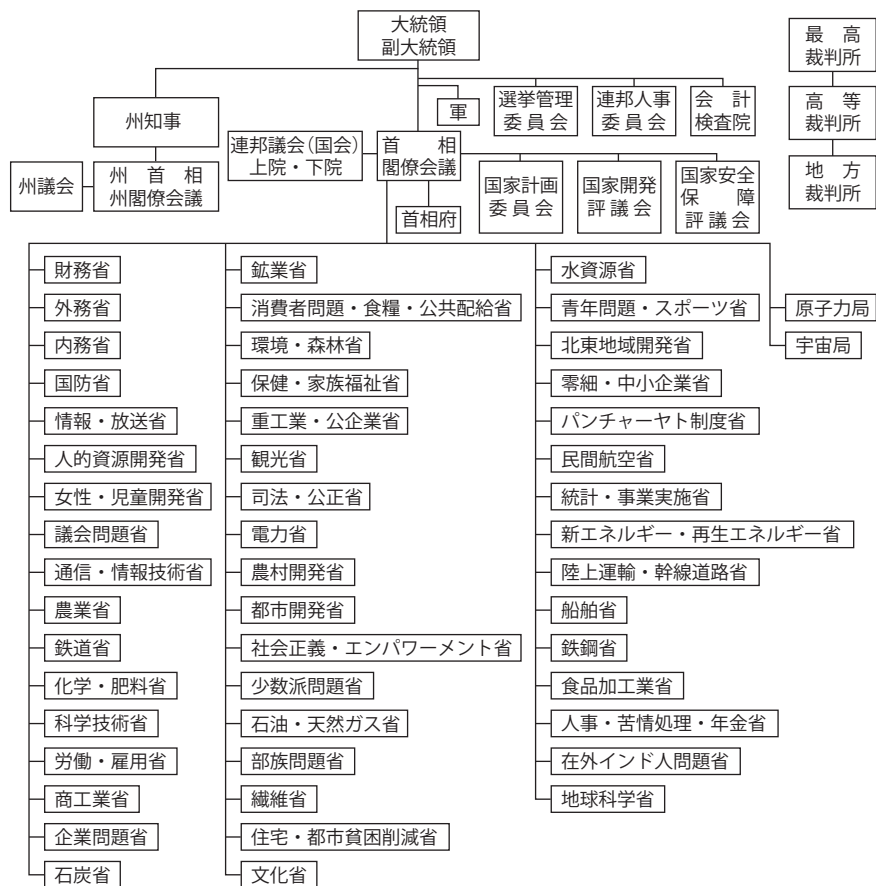 大統領
副大統領
最高
裁判所
州知事
軍
選挙管理
委員会
連邦人事
委員会
会計
検査院
高等
裁判所
州議会
州首相
州閣僚会議
連邦議会(国会)
上院・下院
首相
閣僚会議
首相府
国家計画
委員会
国家開発
評議会
国家安全
保障
評議会
地方
裁判所
財務省
外務省
内務省
国防省
情報・放送省
人的資源開発省
女性・児童開発省
議会問題省
通信・情報技術省
農業省
鉄道省
化学・肥料省
科学技術省
労働・雇用省
商工業省
企業問題省
石炭省
鉱業省
消費者問題・食糧・公共配給省
環境・森林省
保健・家族福祉省
重工業・公企業省
観光省
司法・公正省
電力省
農村開発省
都市開発省
社会正義・エンパワーメント省
少数派問題省
石油・天然ガス省
部族問題省
繊維省
住宅・都市貧困削減省
文化省
水資源省
青年問題・スポーツ省
北東地域開発省
零細・中小企業省
パンチャーヤト制度省
民間航空省
統計・事業実施省
新エネルギー・再生エネルギー省
陸上運輸・幹線道路省
船舶省
鉄鋼省
食品加工業省
人事・苦情処理・年金省
在外インド人問題省
地球科学省
原子力局
宇宙局